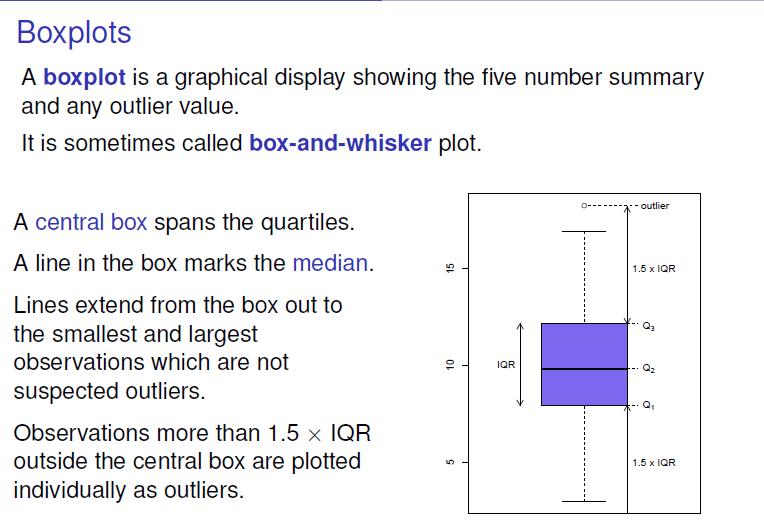 Boxplots
A boxplot is a graphical display showing the five number summary
and any outlier value.
It is sometimes called box-and-whisker plot.
A central box spans the quartiles.
A line in the box marks the median.
Lines extend from the box out to
the smallest and largest
observations which are not
suspected outliers.
Observations more than 1.5 × IQR
outside the central box are plotted
individually as outliers.
outlier
15
1.5 x IQR
Q3
10
IQR
Q2
Q1
5
1.5 x IQR